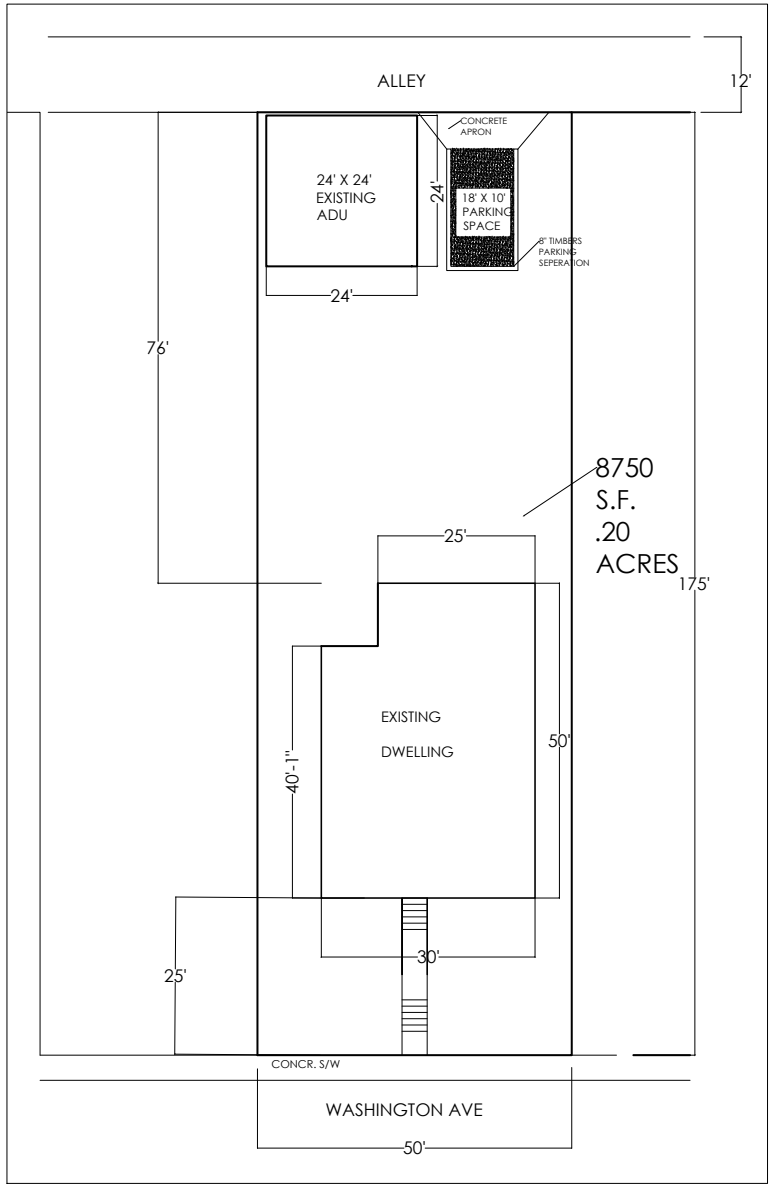 ALLEY
12'
CONCRETE
APRON
24' X 24'
EXISTING
ADU
24'
18' X 10'
PARKING
SPACE
8" TIMBERS
PARKING
SEPERATION
24'
76'
8750
S.F.
.20
ACRES
25'
175'
EXISTING
DWELLING
50'
40'-1"
30'
25'
CONCR. S/W
WASHINGTON AVE
50'